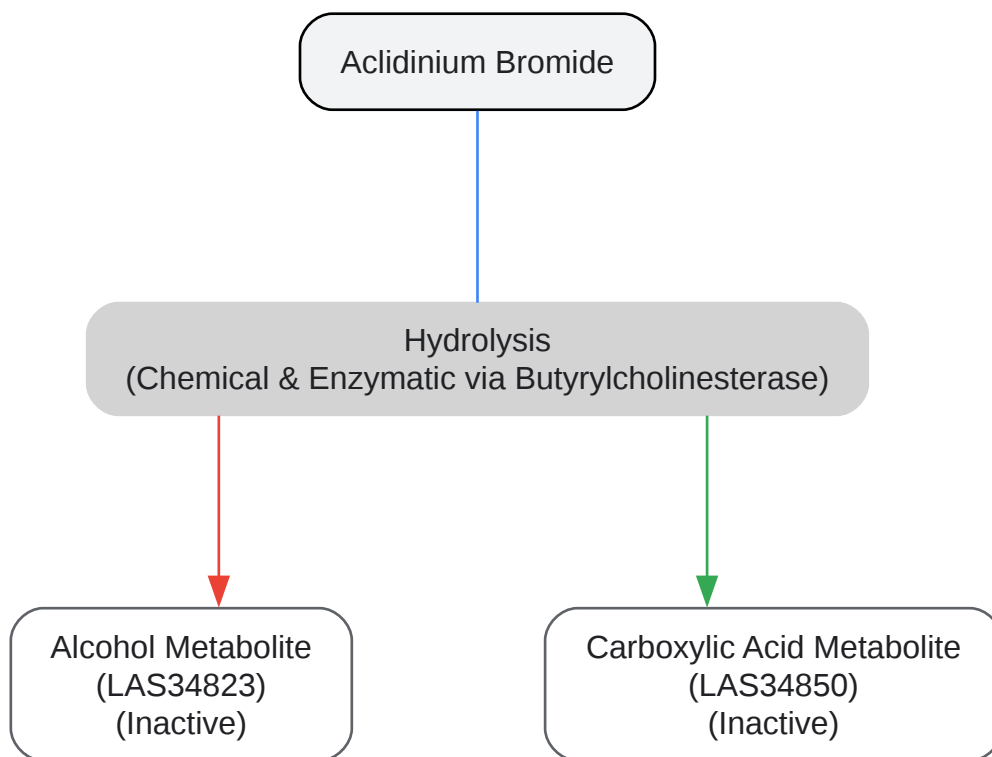 Aclidinium Bromide
Hydrolysis
(Chemical & Enzymatic via Butyrylcholinesterase)
Alcohol Metabolite
(LAS34823)
(Inactive)
Carboxylic Acid Metabolite
(LAS34850)
(Inactive)